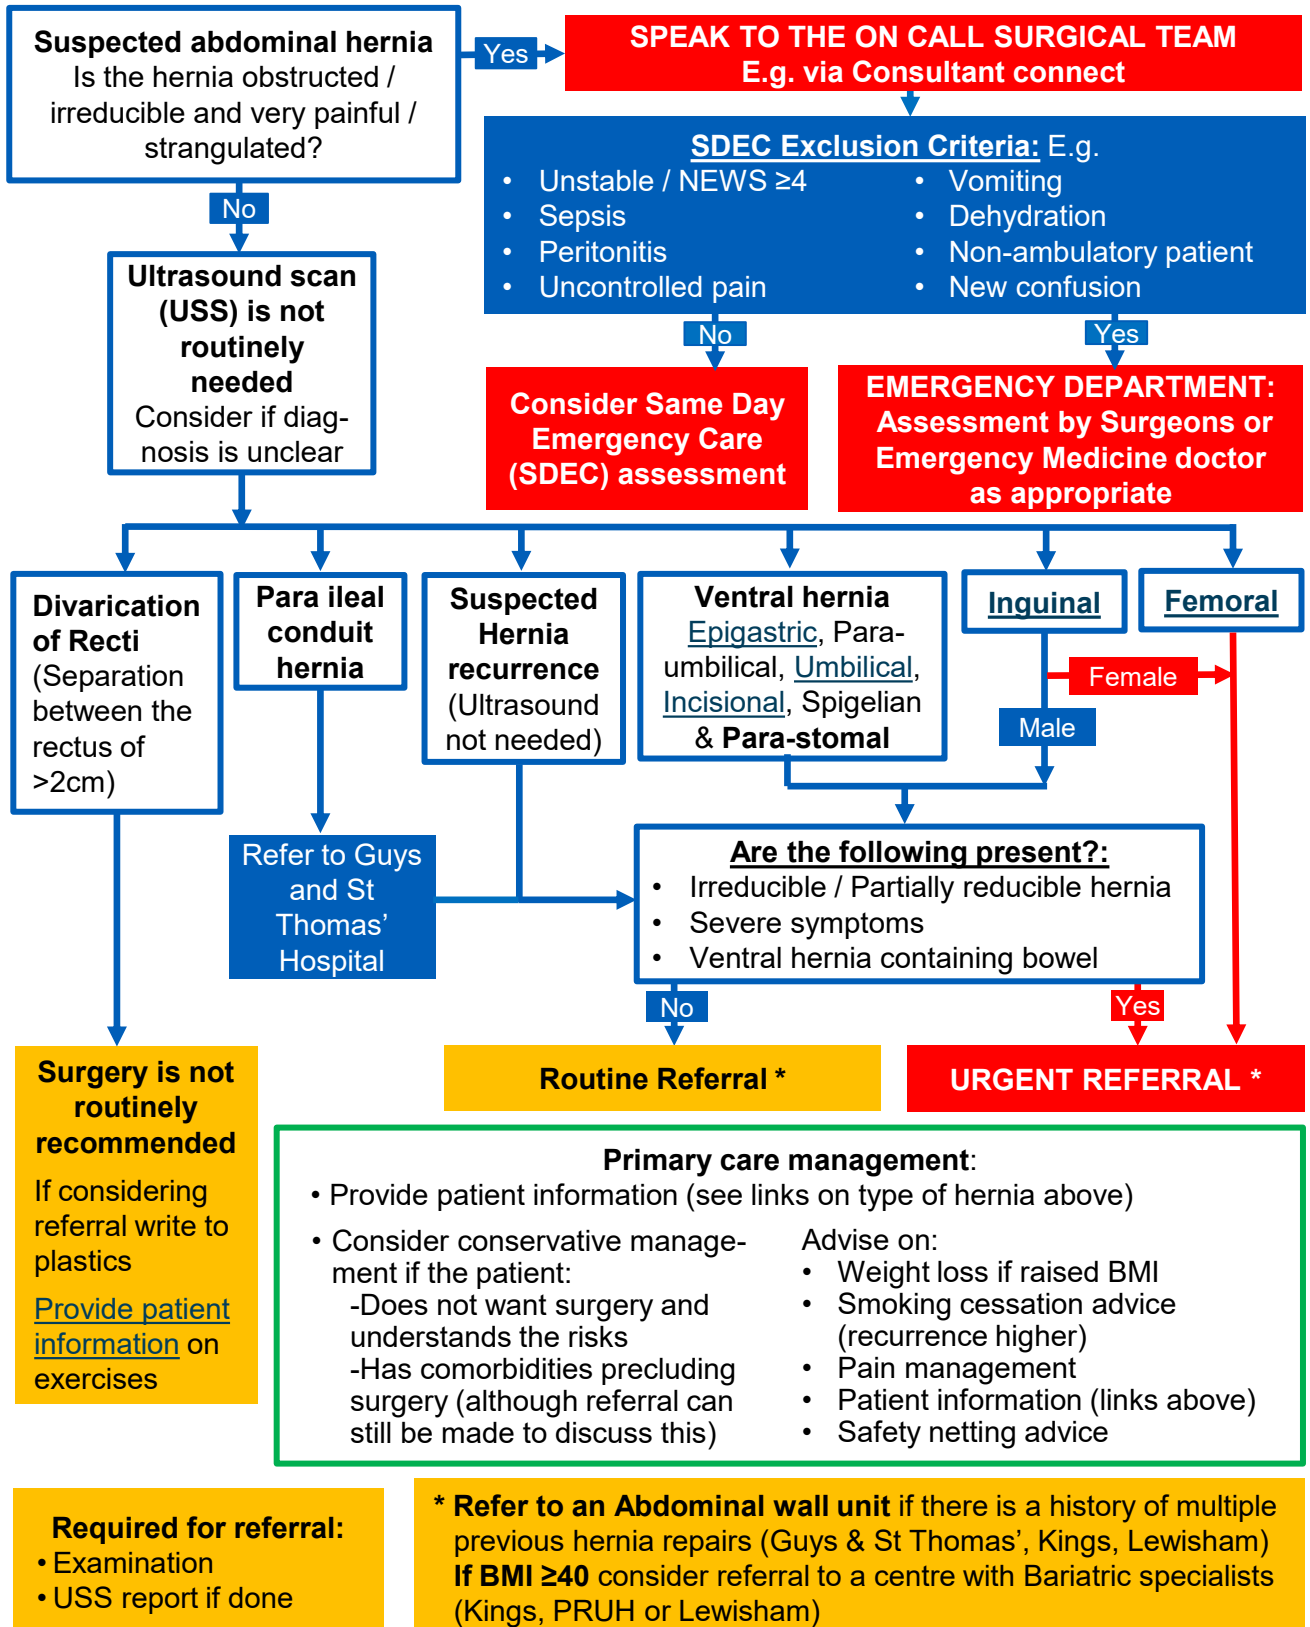 Suspected abdominal hernia
Is the hernia obstructed /
irreducible and very painful /
strangulated?
Yes
SPEAK TO THE ON CALL SURGICAL TEAM
E.g. via Consultant connect
SDEC Exclusion Criteria: E.g.
• Unstable / NEWS ≥4
• Sepsis
• Peritonitis
• Uncontrolled pain
• Vomiting
• Dehydration
• Non-ambulatory patient
• New confusion
No
Ultrasound scan
(USS) is not
routinely
needed
Consider if diag-
nosis is unclear
No
Yes
Consider Same Day
Emergency Care
(SDEC) assessment
EMERGENCY DEPARTMENT:
Assessment by Surgeons or
Emergency Medicine doctor
as appropriate
Divarication
of Recti
(Separation
between the
rectus of
>2cm)
Para ileal
conduit
hernia
Suspected
Hernia
recurrence
(Ultrasound
not needed)
Ventral hernia
Epigastric, Para-
umbilical, Umbilical,
Incisional, Spigelian
& Para-stomal
Inguinal
Femoral
Female
Male
Refer to Guys
and St
Thomas’
Hospital
Are the following present?:
• Irreducible / Partially reducible hernia
• Severe symptoms
• Ventral hernia containing bowel
No
Yes
Routine Referral *
URGENT REFERRAL *
Surgery is not
routinely
recommended
If considering
referral write to
plastics
Provide patient
information on
exercises
Primary care management:
• Provide patient information (see links on type of hernia above)
• Consider conservative manage-
ment if the patient:
-Does not want surgery and
understands the risks
-Has comorbidities precluding
surgery (although referral can
still be made to discuss this)
Advise on:
• Weight loss if raised BMI
• Smoking cessation advice
(recurrence higher)
• Pain management
• Patient information (links above)
• Safety netting advice
Required for referral:
• Examination
• USS report if done
* Refer to an Abdominal wall unit if there is a history of multiple
previous hernia repairs (Guys & St Thomas’, Kings, Lewisham)
If BMI ≥40 consider referral to a centre with Bariatric specialists
(Kings, PRUH or Lewisham)